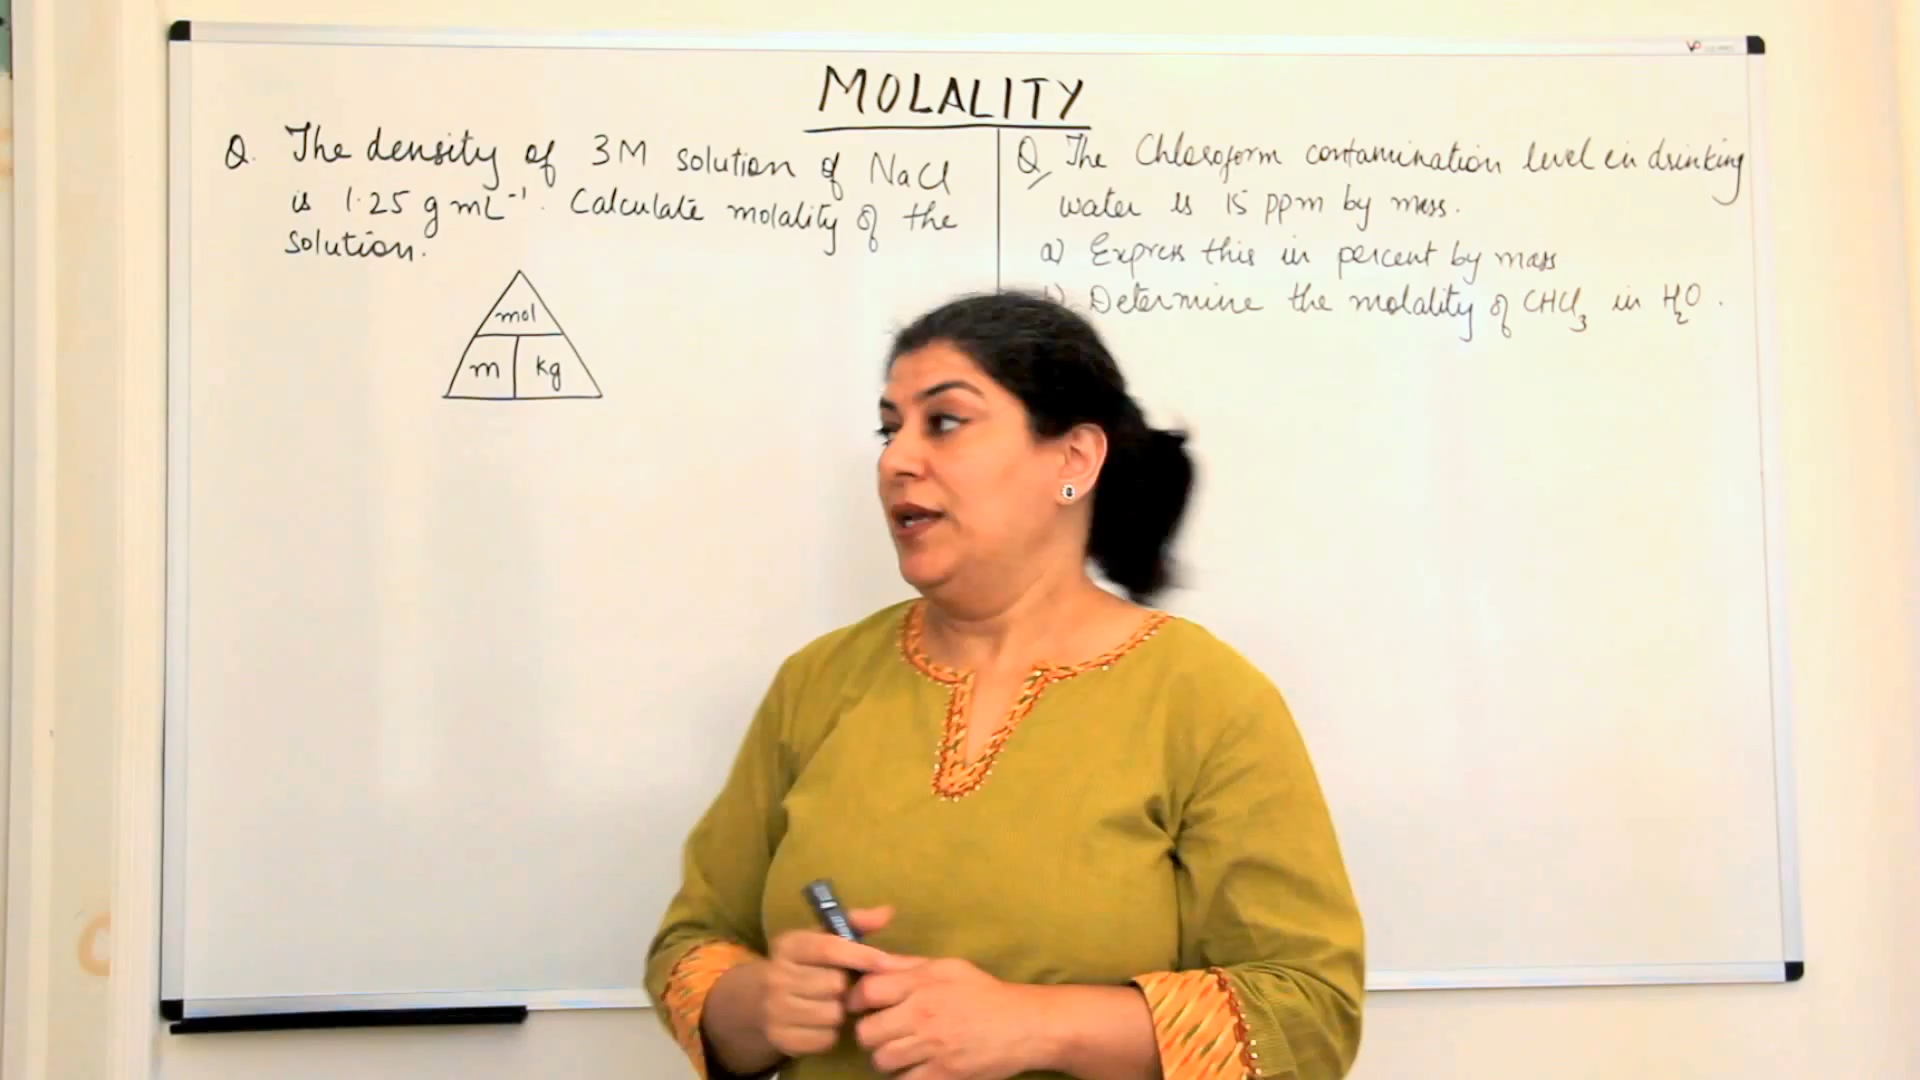 MOLALITY
Q. The density of 3M solution of NaCl
is 1.25 g mL⁻¹. Calculate molality of the
solution.
mol
m kg
Q. The Chloroform contamination level in drinking
water is 15 ppm by mass.
a) Express this in percent by mass
b) Determine the molality of CHCl₃ in H₂O.